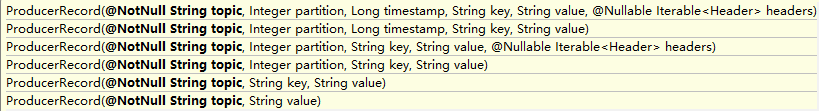 ProducerRecord(@NotNull String topic, Integer partition, Long timestamp, String key, String value, @Nullable Iterable<Header> headers)
ProducerRecord(@NotNull String topic, Integer partition, Long timestamp, String key, String value)
ProducerRecord(@NotNull String topic, Integer partition, String key, String value, @Nullable Iterable<Header> headers)
ProducerRecord(@NotNull String topic, Integer partition, String key, String value)
ProducerRecord(@NotNull String topic, String key, String value)
ProducerRecord(@NotNull String topic, String value)